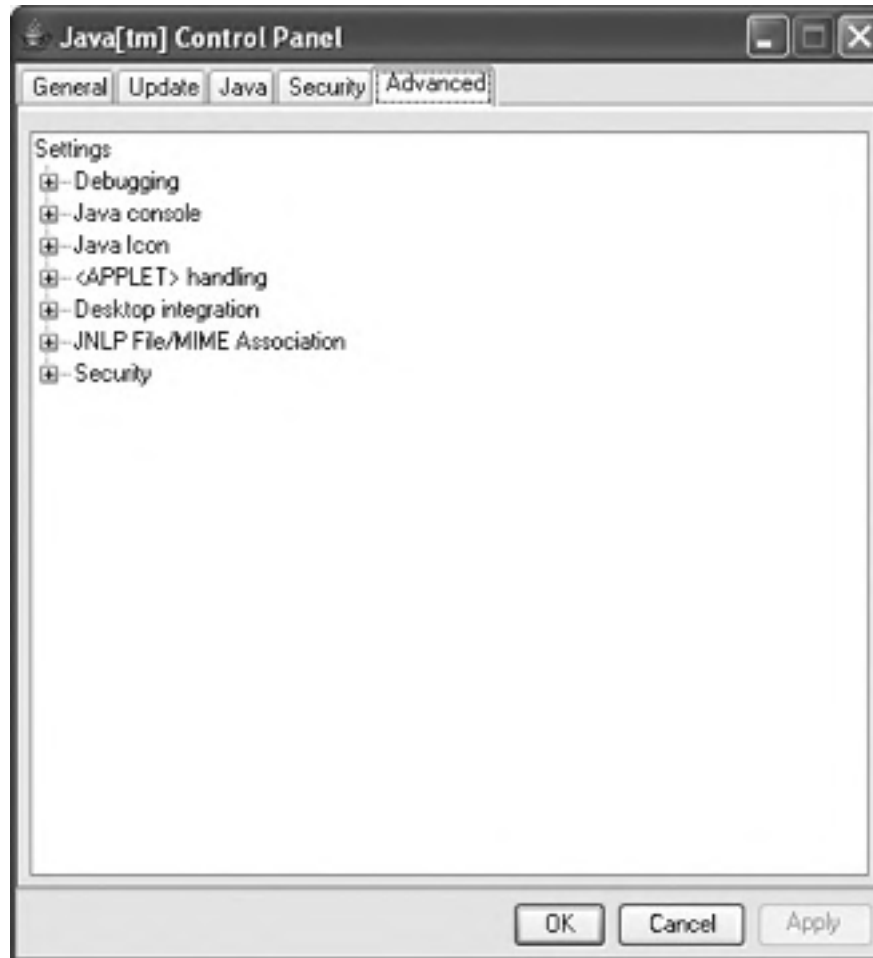 Java[tm] Control Panel
General Update Java Security Advanced
Settings
Debugging
Java console
Java Icon
<APPLET> handling
Desktop integration
JNLP File/MIME Association
Security
OK Cancel Apply